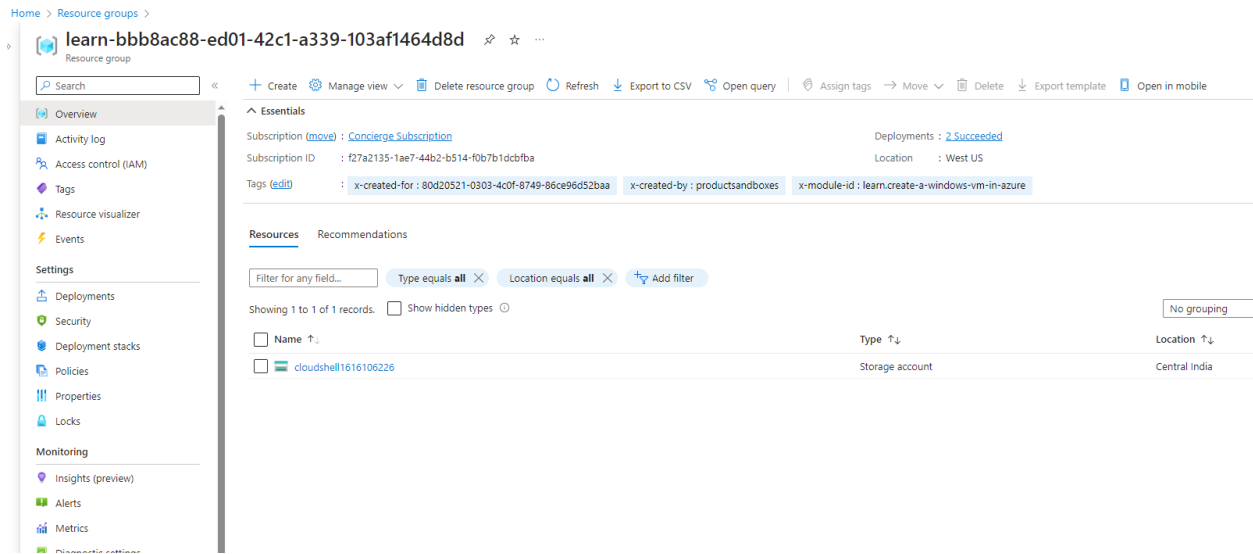 Home > Resource groups >
learn-bbb8ac88-ed01-42c1-a339-103af1464d8d
Resource group
Search
Overview
Activity log
Access control (IAM)
Tags
Resource visualizer
Events
Settings
Deployments
Security
Deployment stacks
Policies
Properties
Locks
Monitoring
Insights (preview)
Alerts
Metrics
Diagnostic settings
Create Manage view Delete resource group Refresh Export to CSV Open query Assign tags Move Delete Export template Open in mobile
Essentials
Subscription (move) : Concierge Subscription Deployments : 2 Succeeded
Subscription ID : f27a2135-1ae7-44b2-b514-f0b7b1dcbfba Location : West US
Tags (edit) : x-created-for : 80d20521-0303-4c0f-8749-86ce96d52baa x-created-by : productsandboxes x-module-id : learn.create-a-windows-vm-in-azure
Resources Recommendations
Filter for any field... Type equals all Location equals all Add filter
Showing 1 to 1 of 1 records. Show hidden types No grouping
Name Type Location
cloudshell1616106226 Storage account Central India